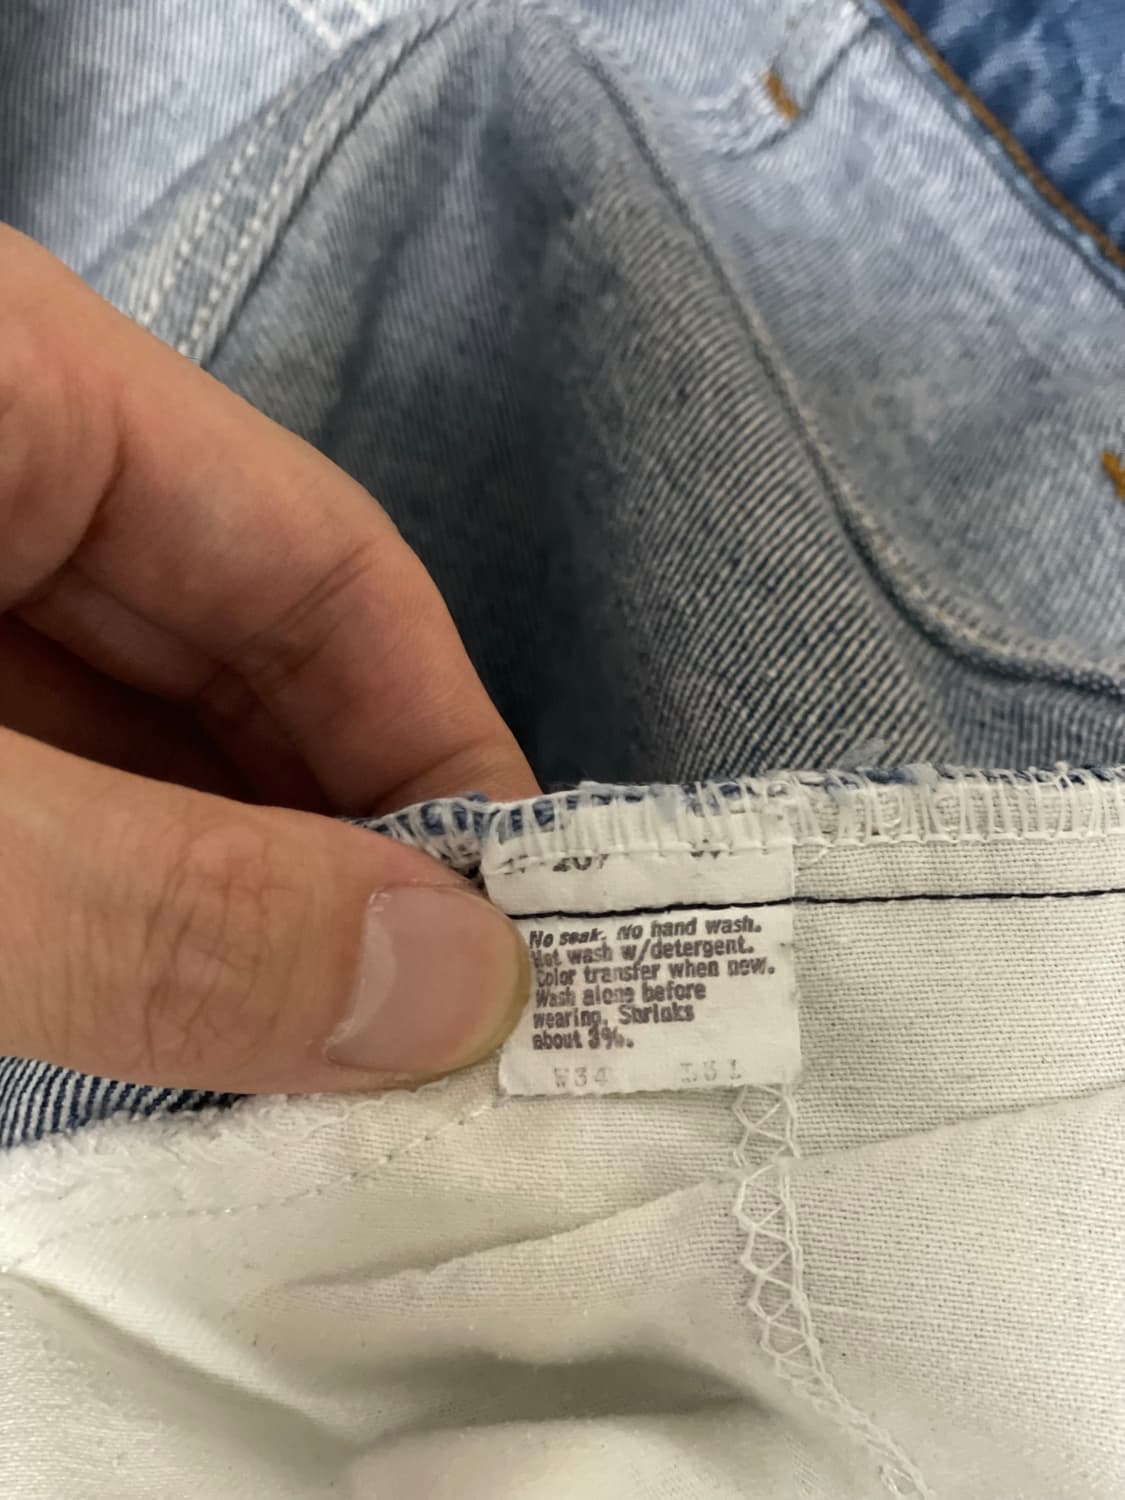 No soak. No hand wash.
Hot wash w/detergent.
Color transfer when new.
Wash alone before
wearing. Shrinks
about 3%.
W34